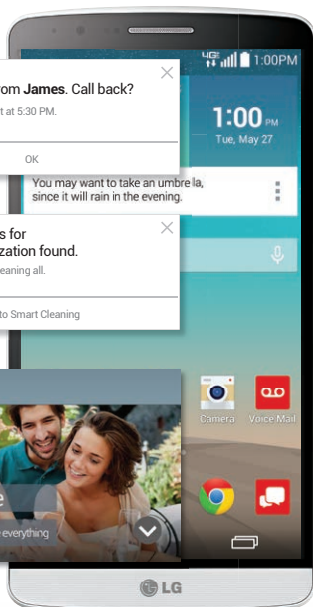 4G LTE 1:00PM
om James. Call back?
t at 5:30 PM.
OK
1:00 PM
Tue, May 27
You may want to take an umbrella,
since it will rain in the evening.
s for
zation found.
eaning all.
to Smart Cleaning
Camera Voice Mail
e
everything
LG